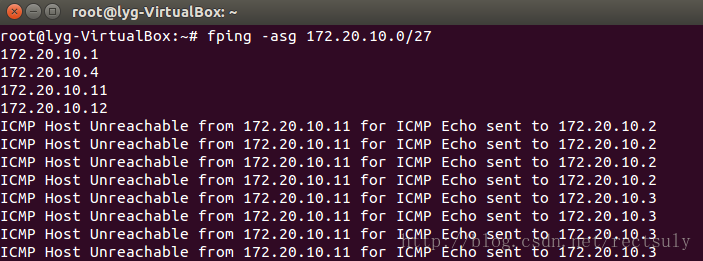 root@lyg-VirtualBox: ~
root@lyg-VirtualBox:~# fping -asg 172.20.10.0/27
172.20.10.1
172.20.10.4
172.20.10.11
172.20.10.12
ICMP Host Unreachable from 172.20.10.11 for ICMP Echo sent to 172.20.10.2
ICMP Host Unreachable from 172.20.10.11 for ICMP Echo sent to 172.20.10.2
ICMP Host Unreachable from 172.20.10.11 for ICMP Echo sent to 172.20.10.2
ICMP Host Unreachable from 172.20.10.11 for ICMP Echo sent to 172.20.10.2
ICMP Host Unreachable from 172.20.10.11 for ICMP Echo sent to 172.20.10.3
ICMP Host Unreachable from 172.20.10.11 for ICMP Echo sent to 172.20.10.3
ICMP Host Unreachable from 172.20.10.11 for ICMP Echo sent to 172.20.10.3
ICMP Host Unreachable from 172.20.10.11 for ICMP Echo sent to 172.20.10.3
http://blog.csdn.net/rectsuly